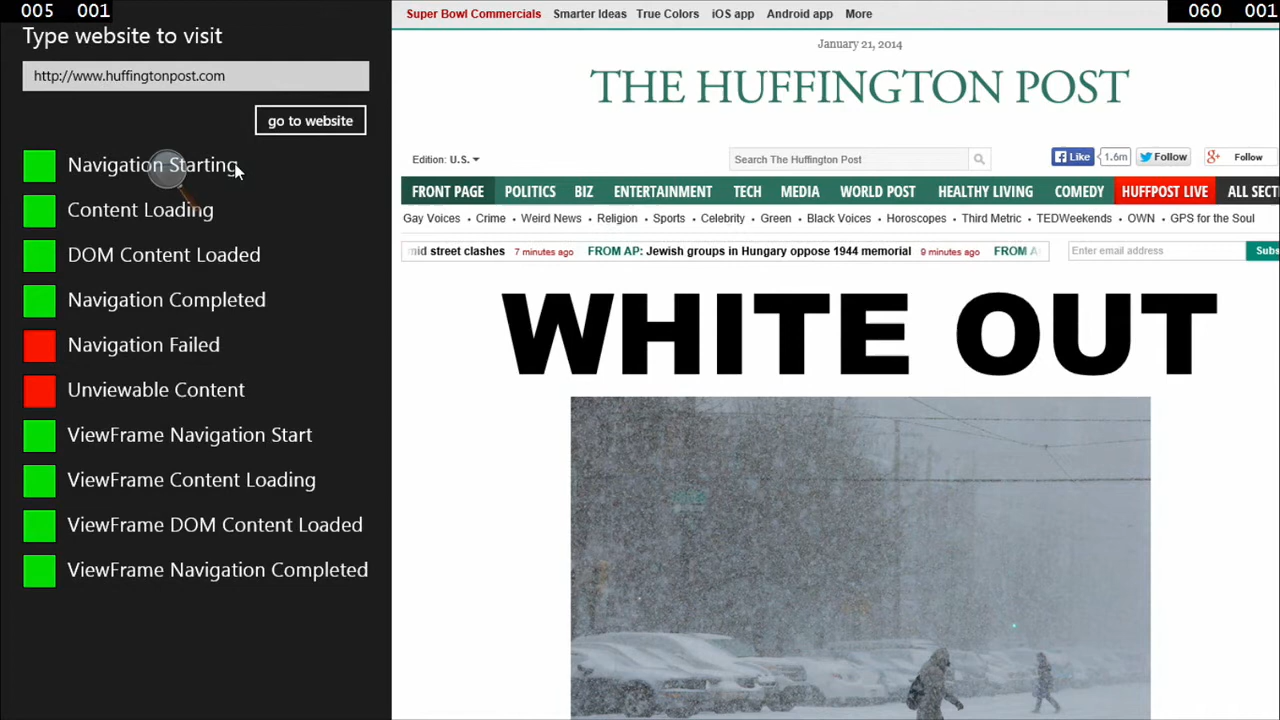 005 001
Type website to visit
http://www.huffingtonpost.com
go to website
Navigation Starting
Content Loading
DOM Content Loaded
Navigation Completed
Navigation Failed
Unviewable Content
ViewFrame Navigation Start
ViewFrame Content Loading
ViewFrame DOM Content Loaded
ViewFrame Navigation Completed
Super Bowl Commercials Smarter Ideas True Colors iOS app Android app More
060 001
January 21, 2014
THE HUFFINGTON POST
Edition: U.S. Search The Huffington Post Like 1.6m Follow Follow
FRONT PAGE POLITICS BIZ ENTERTAINMENT TECH MEDIA WORLD POST HEALTHY LIVING COMEDY HUFFPOST LIVE ALL SECT
Gay Voices • Crime • Weird News • Religion • Sports • Celebrity • Green • Black Voices • Horoscopes • Third Metric • TEDWeekends • OWN • GPS for the Soul
mid street clashes 7 minutes ago FROM AP: Jewish groups in Hungary oppose 1944 memorial 9 minutes ago FROM Enter email address Subs
WHITE OUT